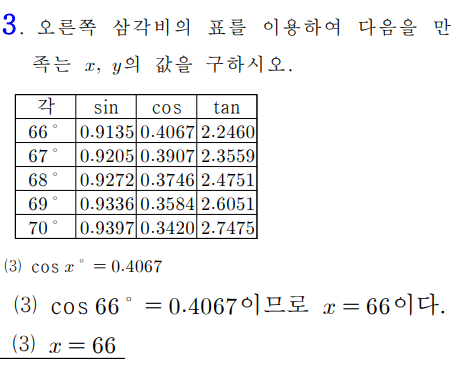 3. 오른쪽 삼각비의 표를 이용하여 다음을 만
족는 x, y의 값을 구하시오.
각 sin cos tan
66° 0.9135 0.4067 2.2460
67° 0.9205 0.3907 2.3559
68° 0.9272 0.3746 2.4751
69° 0.9336 0.3584 2.6051
70° 0.9397 0.3420 2.7475
(3) cos x° = 0.4067
(3) cos 66° = 0.4067이므로 x = 66이다.
(3) x = 66